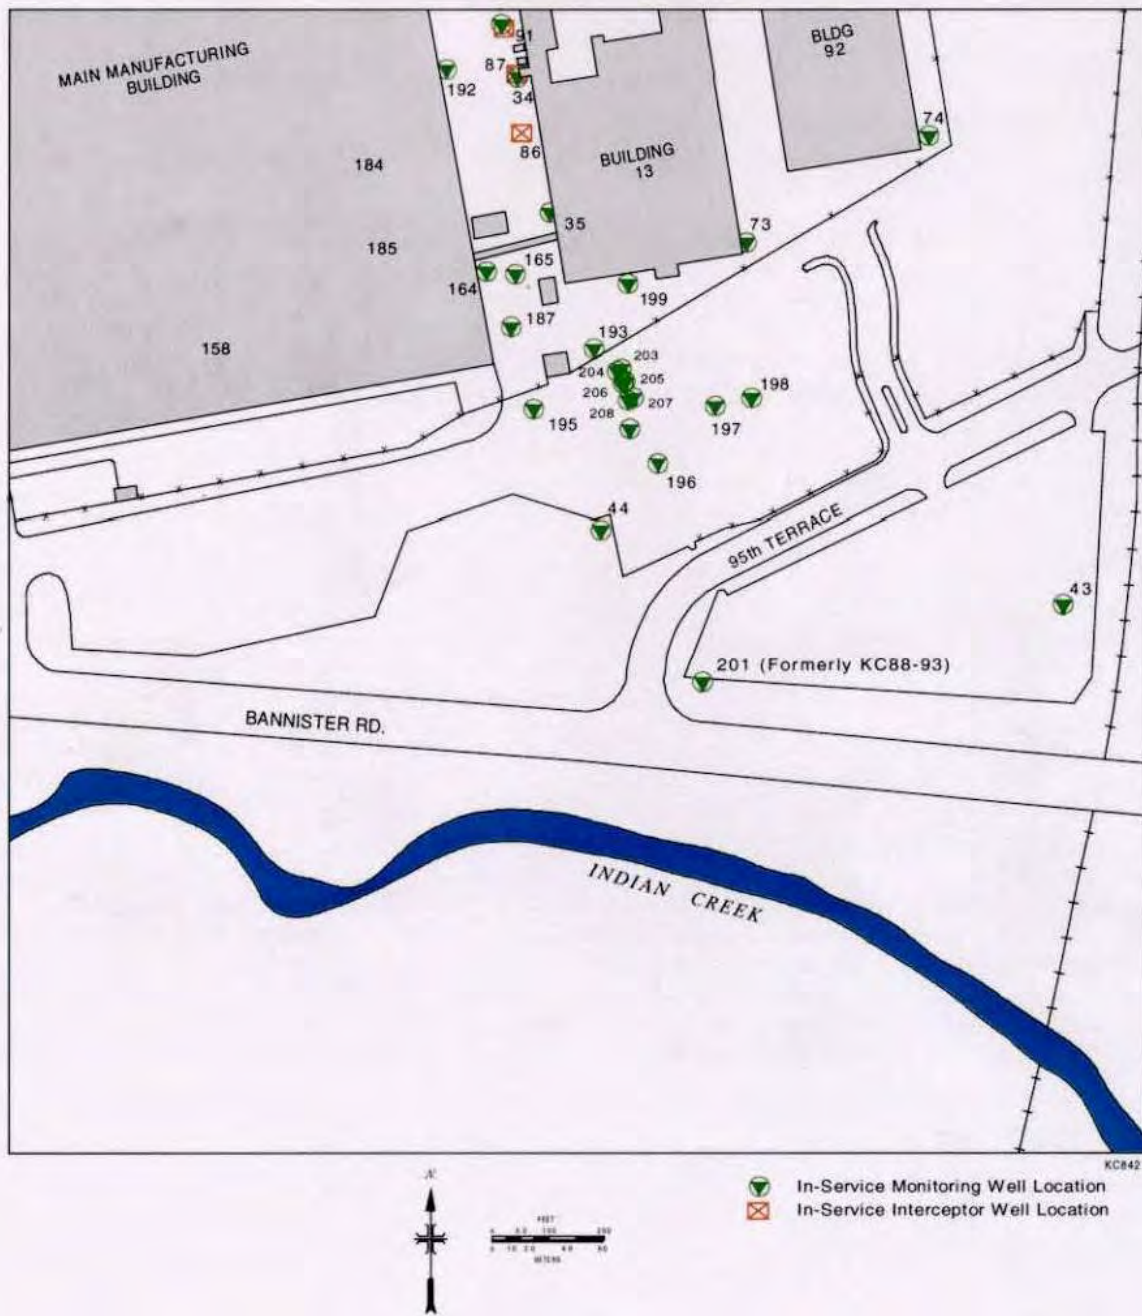 MAIN MANUFACTURING
BUILDING
BLDG
92
91
87
192
34
86
74
BUILDING
13
184
35
73
185
165
164
199
187
193
158
203
204
205
206
198
207
208
195
197
196
44
95th TERRACE
43
201 (Formerly KC88-93)
BANNISTER RD.
INDIAN CREEK
KC842
N
In-Service Monitoring Well Location
In-Service Interceptor Well Location
FEET
METERS